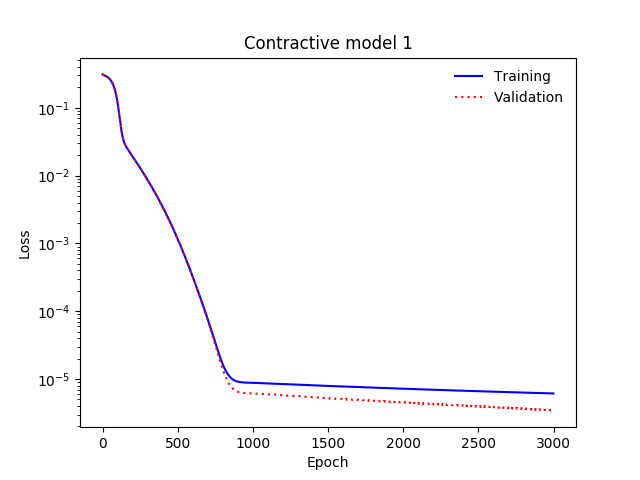 Contractive model 1
Training
Validation
Loss
10⁻¹
10⁻²
10⁻³
10⁻⁴
10⁻⁵
0 500 1000 1500 2000 2500 3000
Epoch